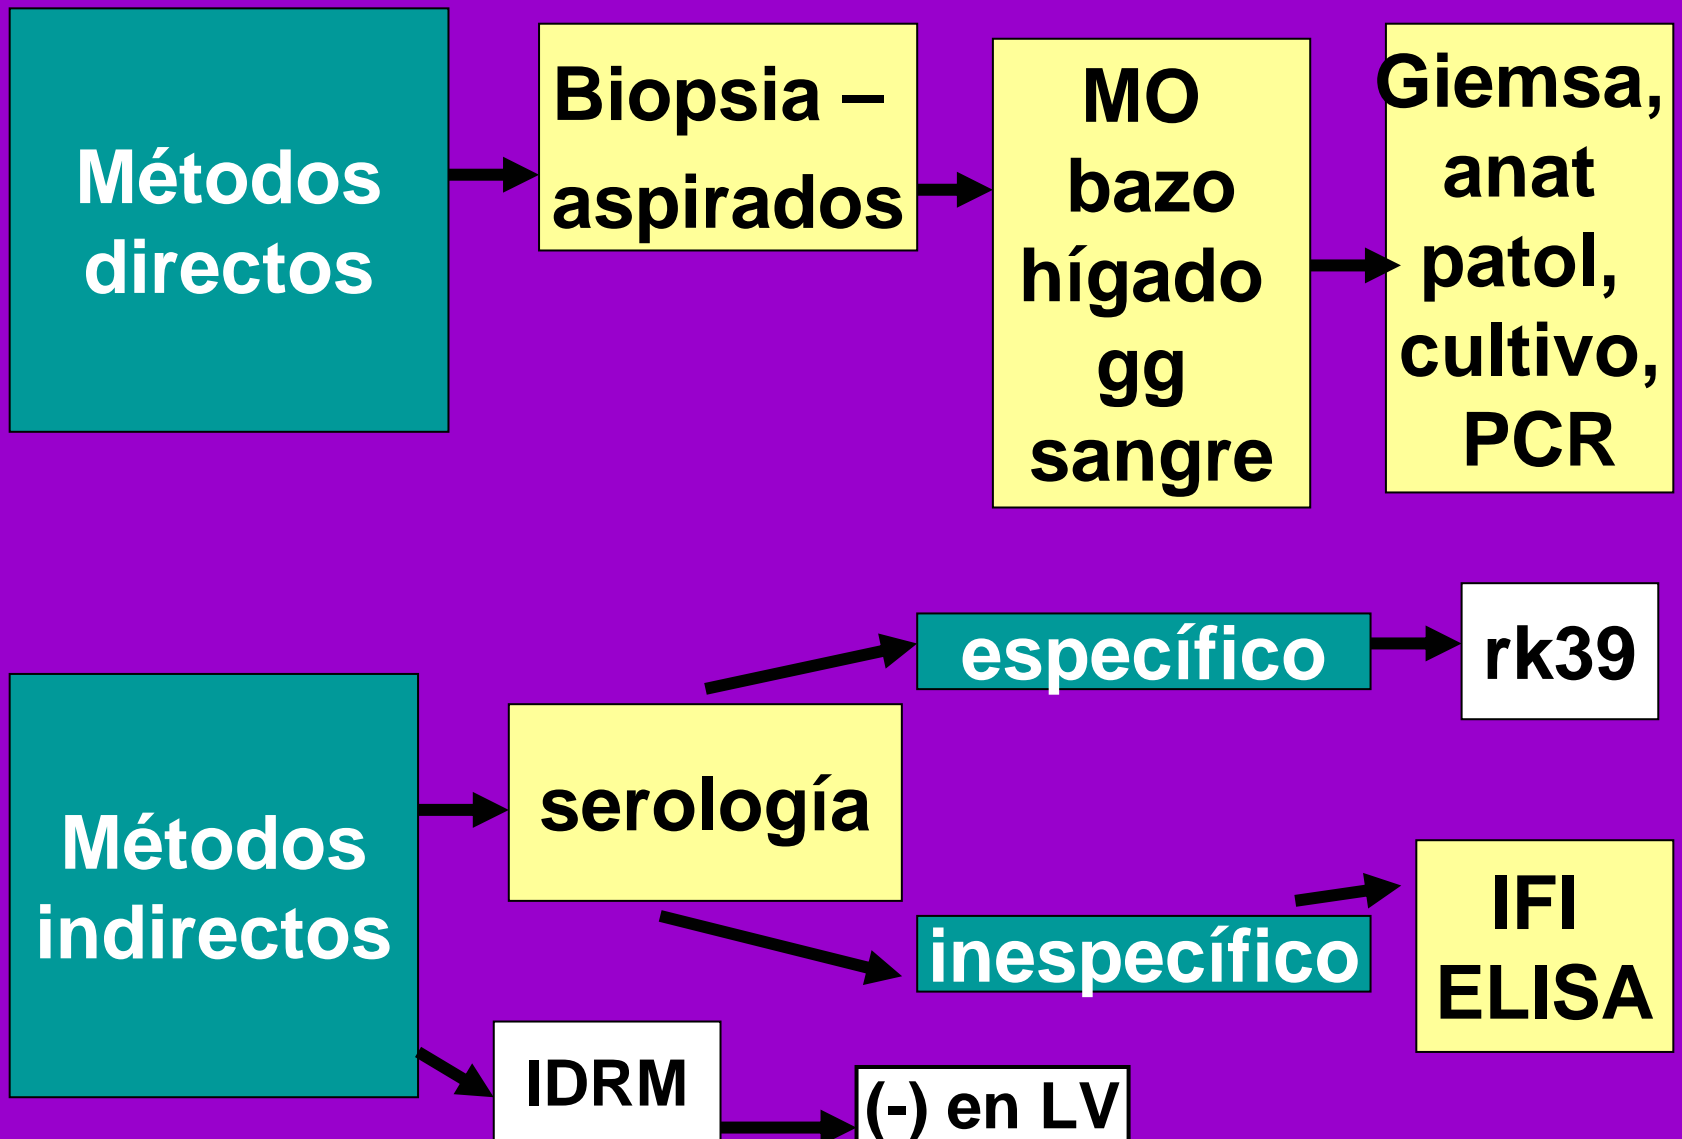 Métodos
directos
Biopsia –
aspirados
MO
bazo
hígado
gg
sangre
Giemsa,
anat
patol,
cultivo,
PCR
Métodos
indirectos
serología
específico
rk39
inespecífico
IFI
ELISA
IDRM
(-) en LV